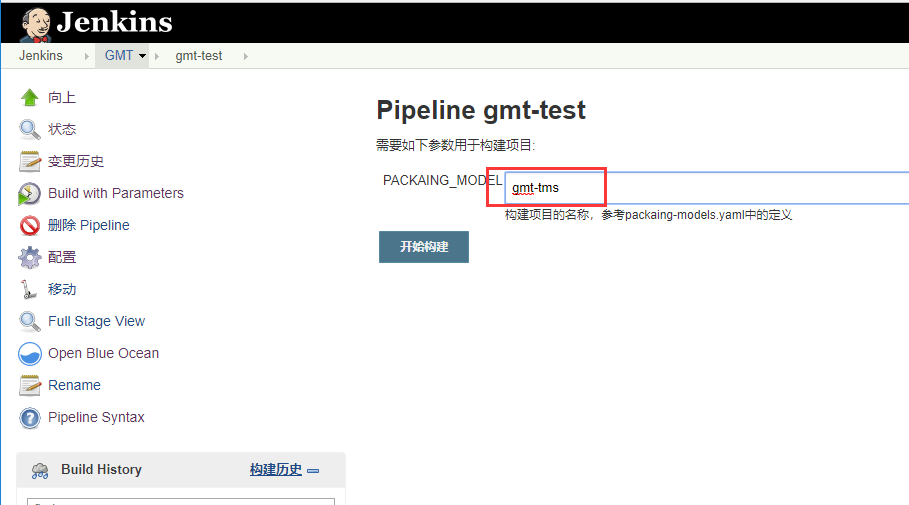 Jenkins
Jenkins GMT gmt-test
向上
状态
变更历史
Build with Parameters
删除 Pipeline
配置
移动
Full Stage View
Open Blue Ocean
Rename
Pipeline Syntax
Build History 构建历史
Pipeline gmt-test
需要如下参数用于构建项目:
PACKAING_MODEL gmt-tms
构建项目的名称，参考packaing-models.yaml中的定义
开始构建